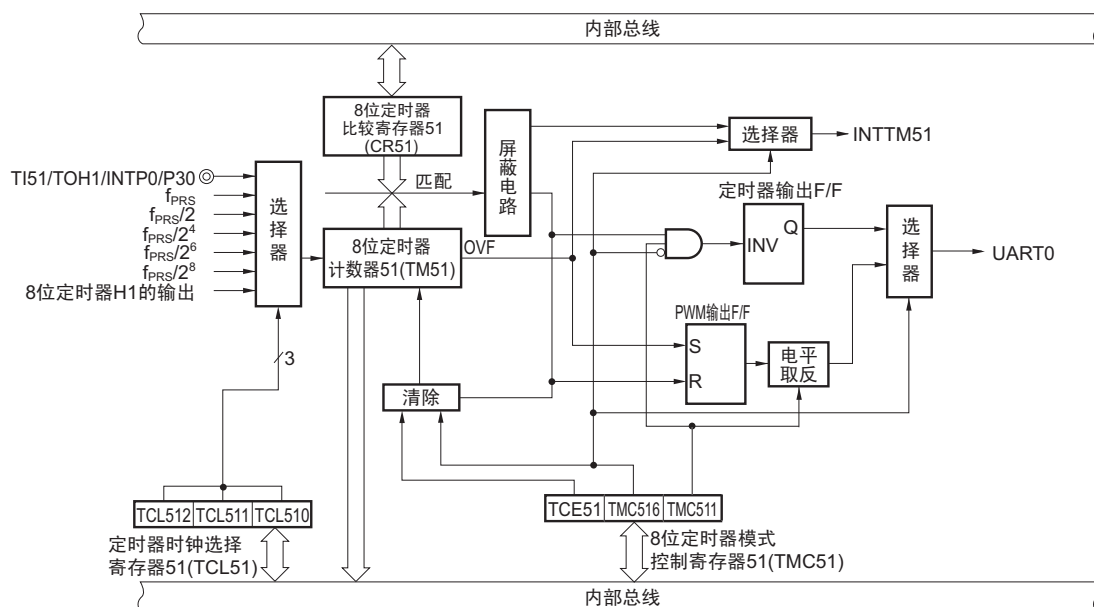 内部总线
8位定时器
比较寄存器51
(CR51)
屏蔽电路
选择器
INTTM51
匹配
TI51/TOH1/INTP0/P30
fPRS
fPRS/2
fPRS/2⁴
fPRS/2⁶
fPRS/2⁸
8位定时器H1的输出
选择器
8位定时器
计数器51(TM51)
OVF
定时器输出F/F
Q
INV
选择器
UART0
PWM输出F/F
S
R
电平
取反
3
清除
TCL512 TCL511 TCL510
定时器时钟选择
寄存器51(TCL51)
TCE51 TMC516 TMC511
8位定时器模式
控制寄存器51(TMC51)
内部总线